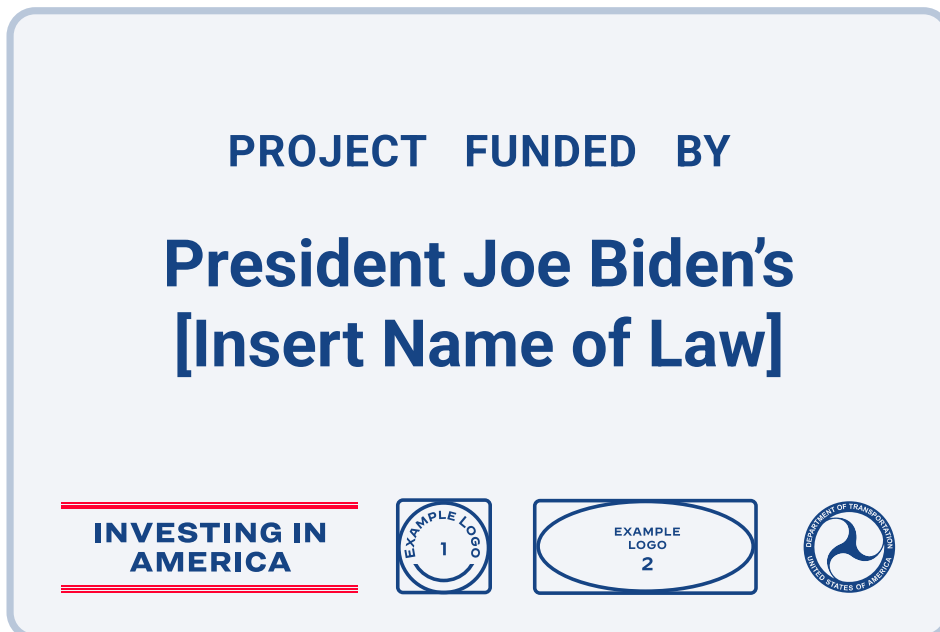 PROJECT FUNDED BY
President Joe Biden’s
[Insert Name of Law]
INVESTING IN
AMERICA
EXAMPLE LOGO
1
EXAMPLE
LOGO
2
DEPARTMENT OF TRANSPORTATION
UNITED STATES OF AMERICA